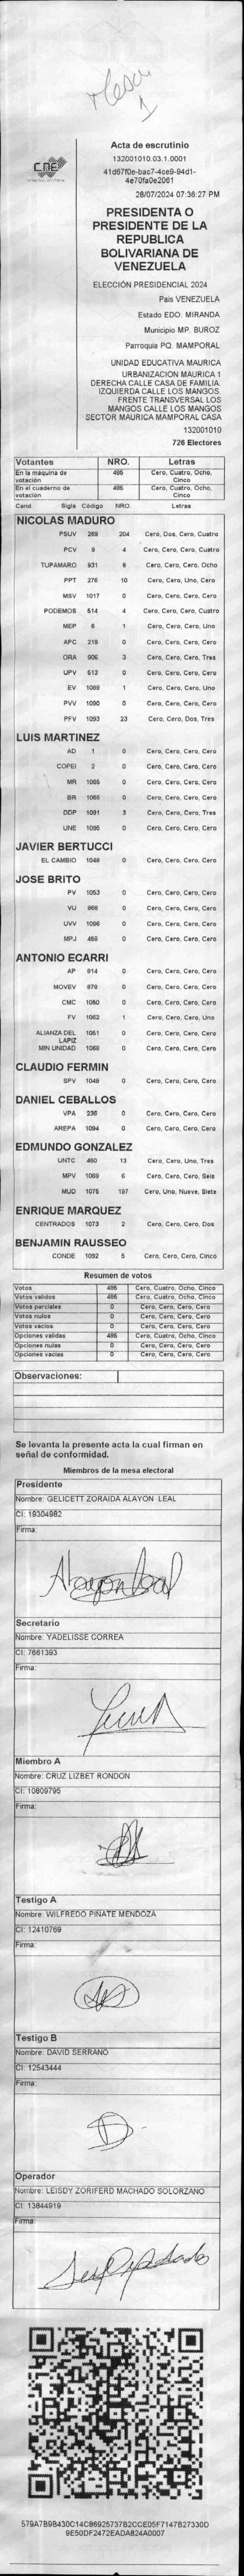 Mesa
1
CNE
Acta de escrutinio
132001010.03.1.0001
41d67f0e-bac7-4ce9-94d1-
4e70fa0e2061
28/07/2024 07:36:27 PM
PRESIDENTA O
PRESIDENTE DE LA
REPUBLICA
BOLIVARIANA DE
VENEZUELA
ELECCIÓN PRESIDENCIAL 2024
Pais VENEZUELA
Estado EDO. MIRANDA
Municipio MP. BUROZ
Parroquia PQ. MAMPORAL
UNIDAD EDUCATIVA MAURICA
URBANIZACION MAURICA 1
DERECHA CALLE CASA DE FAMILIA.
IZQUIERDA CALLE LOS MANGOS.
FRENTE TRANSVERSAL LOS
MANGOS CALLE LOS MANGOS
SECTOR MAURICA MAMPORAL CASA
132001010
726 Electores
Votantes NRO. Letras
En la máquina de votación 485 Cero, Cuatro, Ocho, Cinco
En el cuaderno de votación 485 Cero, Cuatro, Ocho, Cinco
Cand. Sigla Código NRO. Letras
NICOLAS MADURO
PSUV 269 204 Cero, Dos, Cero, Cuatro
PCV 9 4 Cero, Cero, Cero, Cuatro
TUPAMARO 931 8 Cero, Cero, Cero, Ocho
PPT 276 10 Cero, Cero, Uno, Cero
MSV 1017 0 Cero, Cero, Cero, Cero
PODEMOS 514 4 Cero, Cero, Cero, Cuatro
MEP 6 1 Cero, Cero, Cero, Uno
APC 219 0 Cero, Cero, Cero, Cero
ORA 906 3 Cero, Cero, Cero, Tres
UPV 513 0 Cero, Cero, Cero, Cero
EV 1089 1 Cero, Cero, Cero, Uno
PVV 1090 0 Cero, Cero, Cero, Cero
PFV 1093 23 Cero, Cero, Dos, Tres
LUIS MARTINEZ
AD 1 0 Cero, Cero, Cero, Cero
COPEI 2 0 Cero, Cero, Cero, Cero
MR 1065 0 Cero, Cero, Cero, Cero
BR 1066 0 Cero, Cero, Cero, Cero
DDP 1091 3 Cero, Cero, Cero, Tres
UNE 1095 0 Cero, Cero, Cero, Cero
JAVIER BERTUCCI
EL CAMBIO 1048 0 Cero, Cero, Cero, Cero
JOSE BRITO
PV 1053 0 Cero, Cero, Cero, Cero
VU 868 0 Cero, Cero, Cero, Cero
UVV 1096 0 Cero, Cero, Cero, Cero
MPJ 459 0 Cero, Cero, Cero, Cero
ANTONIO ECARRI
AP 914 0 Cero, Cero, Cero, Cero
MOVEV 879 0 Cero, Cero, Cero, Cero
CMC 1050 0 Cero, Cero, Cero, Cero
FV 1062 1 Cero, Cero, Cero, Uno
ALIANZA DEL LAPIZ 1051 0 Cero, Cero, Cero, Cero
MIN UNIDAD 1068 0 Cero, Cero, Cero, Cero
CLAUDIO FERMIN
SPV 1049 0 Cero, Cero, Cero, Cero
DANIEL CEBALLOS
VPA 236 0 Cero, Cero, Cero, Cero
AREPA 1094 0 Cero, Cero, Cero, Cero
EDMUNDO GONZALEZ
UNTC 460 13 Cero, Cero, Uno, Tres
MPV 1069 6 Cero, Cero, Cero, Seis
MUD 1075 197 Cero, Uno, Nueve, Siete
ENRIQUE MARQUEZ
CENTRADOS 1073 2 Cero, Cero, Cero, Dos
BENJAMIN RAUSSEO
CONDE 1092 5 Cero, Cero, Cero, Cinco
Resumen de votos
Votos 485 Cero, Cuatro, Ocho, Cinco
Votos validos 485 Cero, Cuatro, Ocho, Cinco
Votos parciales 0 Cero, Cero, Cero, Cero
Votos nulos 0 Cero, Cero, Cero, Cero
Votos vacios 0 Cero, Cero, Cero, Cero
Opciones validas 485 Cero, Cuatro, Ocho, Cinco
Opciones nulas 0 Cero, Cero, Cero, Cero
Opciones vacias 0 Cero, Cero, Cero, Cero
Observaciones:
Se levanta la presente acta la cual firman en
señal de conformidad.
Miembros de la mesa electoral
Presidente
Nombre: GELICETT ZORAIDA ALAYON LEAL
CI: 19304982
Firma:
Alayon Leal
Secretario
Nombre: YADELISSE CORREA
CI: 7661393
Firma:
Miembro A
Nombre: CRUZ LIZBET RONDON
CI: 10809795
Firma:
Testigo A
Nombre: WILFREDO PIÑATE MENDOZA
CI: 12410769
Firma:
Testigo B
Nombre: DAVID SERRANO
CI: 12543444
Firma:
Operador
Nombre: LEISDY ZORIFERD MACHADO SOLORZANO
CI: 13844919
Firma:
579A7B9B430C14C86925737B2CCE05F7147B27330D
9E50DF2472EADA824A0007